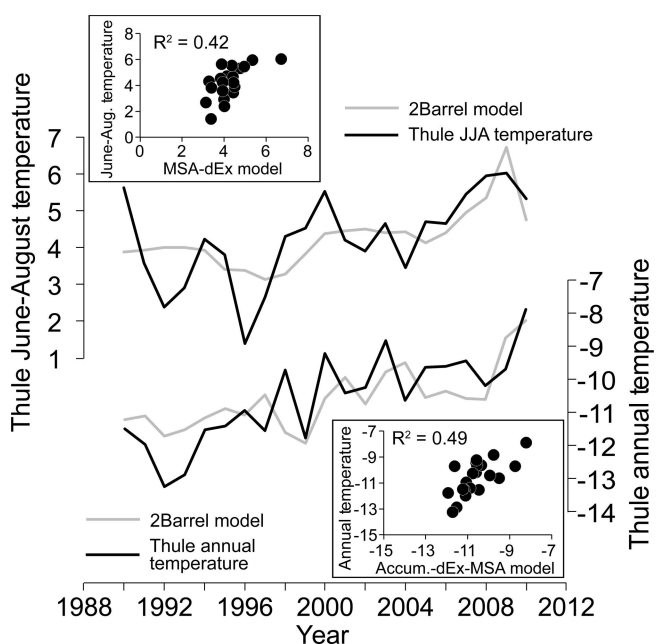 R² = 0.42
8
6
4
2
0
0 2 4 6 8
June-Aug. temperature
MSA-dEx model
2Barrel model
Thule JJA temperature
7
6
5
4
3
2
1
Thule June-August temperature
-7
-8
-9
-10
-11
-12
-13
-14
Thule annual temperature
R² = 0.49
-7
-9
-11
-13
-15
-15 -13 -11 -9 -7
Annual temperature
Accum.-dEx-MSA model
2Barrel model
Thule annual
temperature
1988 1992 1996 2000 2004 2008 2012
Year